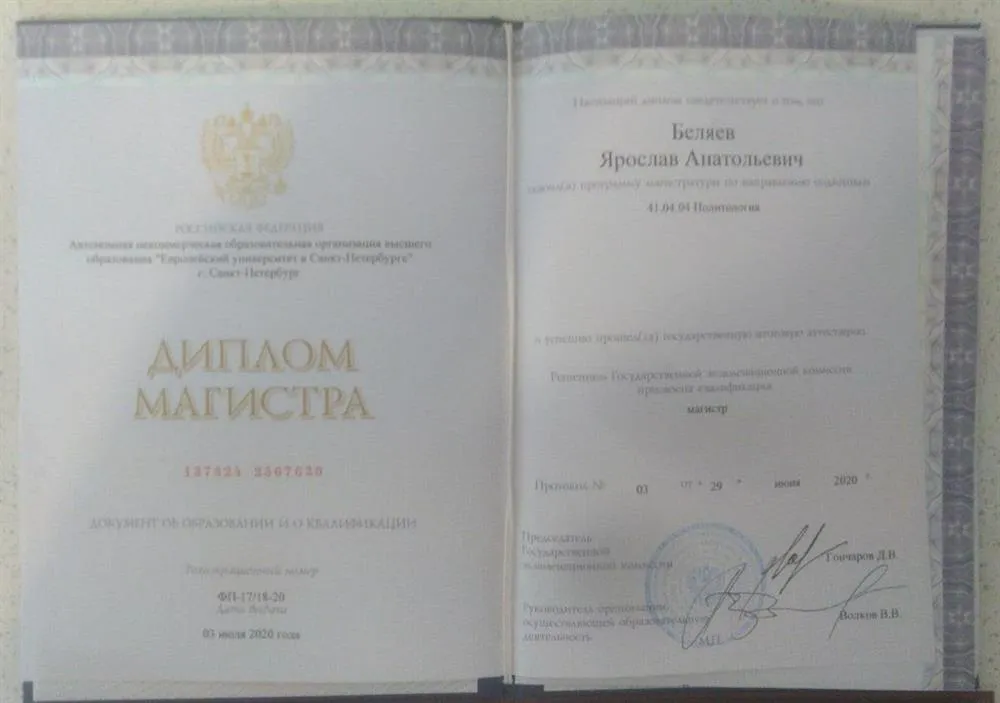 РОССИЙСКАЯ ФЕДЕРАЦИЯ
Автономная некоммерческая образовательная организация высшего
образования "Европейский университет в Санкт-Петербурге"
г. Санкт-Петербург
ДИПЛОМ
МАГИСТРА
137824 3507620
ДОКУМЕНТ ОБ ОБРАЗОВАНИИ И О КВАЛИФИКАЦИИ
Регистрационный номер
ФП-17/18-20
Дата выдачи
03 июля 2020 года
Настоящий диплом свидетельствует о том, что
Беляев
Ярослав Анатольевич
освоил(а) программу магистратуры по направлению подготовки
41.04.04 Политология
и успешно прошел(ла) государственную итоговую аттестацию
Решением Государственной экзаменационной комиссии
присвоена квалификация
магистр
Протокол № 03 от " 29 " июня 2020 г.
Председатель
Государственной
экзаменационной комиссии
Гончаров Д.В.
Руководитель организации,
осуществляющей образовательную
деятельность
Волков В.В.
М.П.